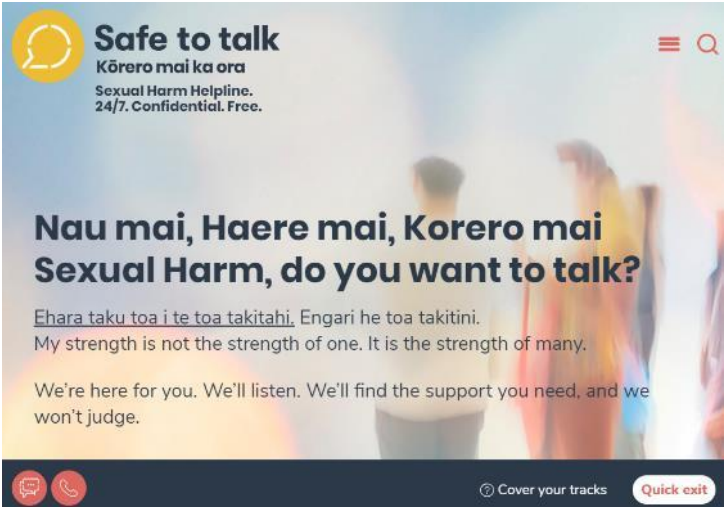 Safe to talk
Kōrero mai ka ora
Sexual Harm Helpline.
24/7. Confidential. Free.
Nau mai, Haere mai, Korero mai
Sexual Harm, do you want to talk?
Ehara taku toa i te toa takitahi. Engari he toa takitini.
My strength is not the strength of one. It is the strength of many.
We're here for you. We'll listen. We'll find the support you need, and we
won't judge.
Cover your tracks
Quick exit